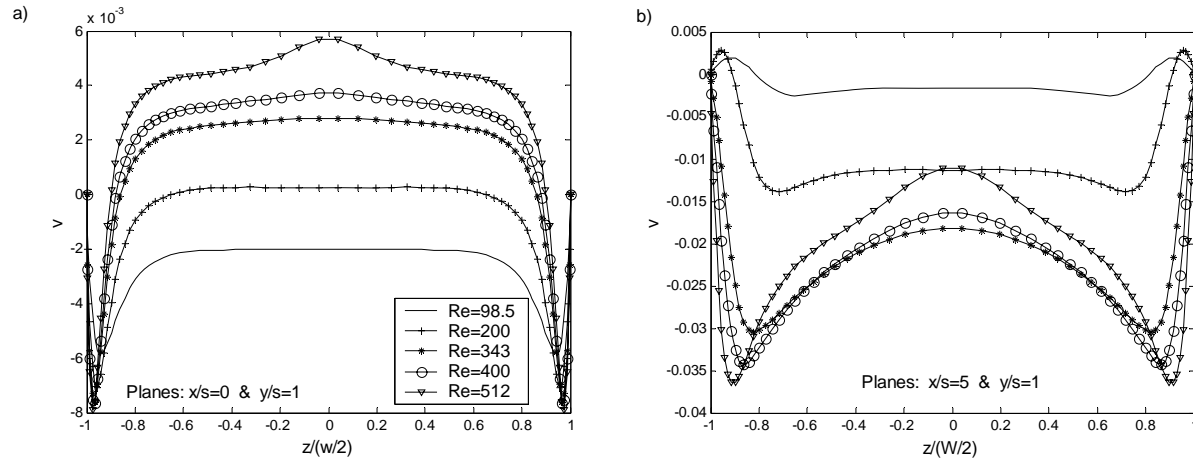 a)
x 10
-3
6
4
2
0
-2
-4
-6
-8
v
Re=98.5
Re=200
Re=343
Re=400
Re=512
Planes: x/s=0 & y/s=1
-1 -0.8 -0.6 -0.4 -0.2 0 0.2 0.4 0.6 0.8 1
z/(w/2)
b)
0.005
0
-0.01
-0.01
-0.015
-0.02
-0.03
-0.03
-0.035
-0.04
v
Planes: x/s=5 & y/s=1
-1 -0.8 -0.6 -0.4 -0.2 0 0.2 0.4 0.6 0.8 1
z/(W/2)